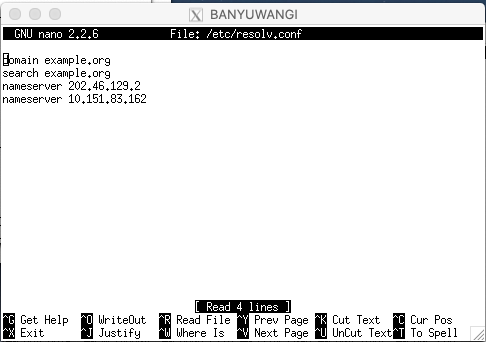 BANYUWANGI
GNU nano 2.2.6 File: /etc/resolv.conf
domain example.org
search example.org
nameserver 202.46.129.2
nameserver 10.151.83.162
[ Read 4 lines ]
^G Get Help ^O WriteOut ^R Read File ^Y Prev Page ^K Cut Text ^C Cur Pos
^X Exit ^J Justify ^W Where Is ^V Next Page ^U UnCut Text ^T To Spell